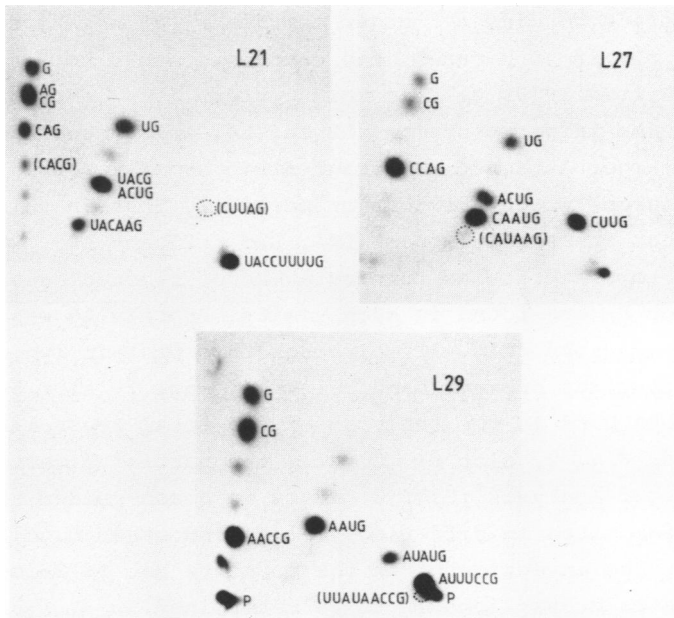 L21
G
AG
CG
CAG
UG
(CACG)
UACG
ACUG
(CUUAG)
UACAAG
UACCUUUUG
L27
G
CG
UG
CCAG
ACUG
CAAUG
CUUG
(CAUAAG)
L29
G
CG
AAUG
AACCG
AUAUG
AUUUCCG
(UUAUAACCG)
P
P